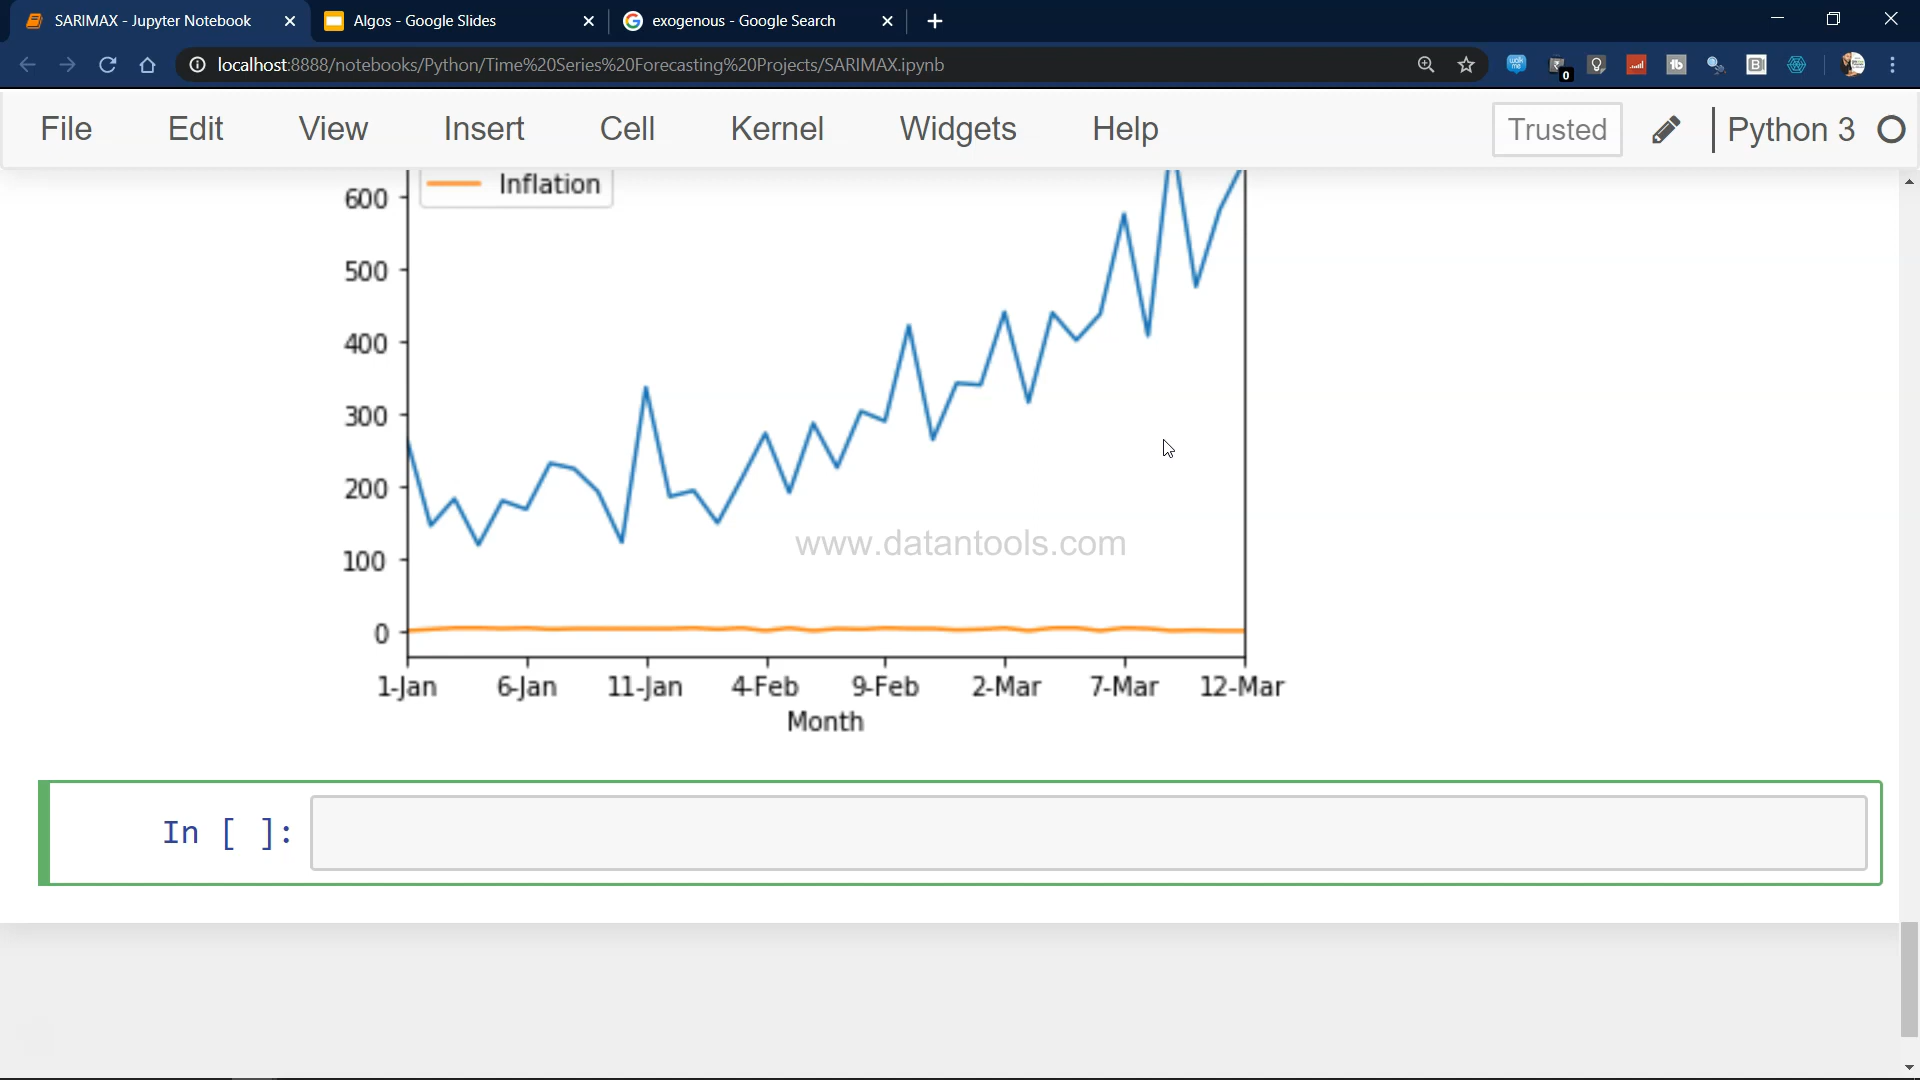 SARIMAX - Jupyter Notebook
Algos - Google Slides
exogenous - Google Search
localhost:8888/notebooks/Python/Time%20Series%20Forecasting%20Projects/SARIMAX.ipynb
0
tb
B
File Edit View Insert Cell Kernel Widgets Help Trusted Python 3
Inflation
600
500
400
300
200
100
0
www.datantools.com
1-Jan 6-Jan 11-Jan 4-Feb 9-Feb 2-Mar 7-Mar 12-Mar
Month
In [ ]: